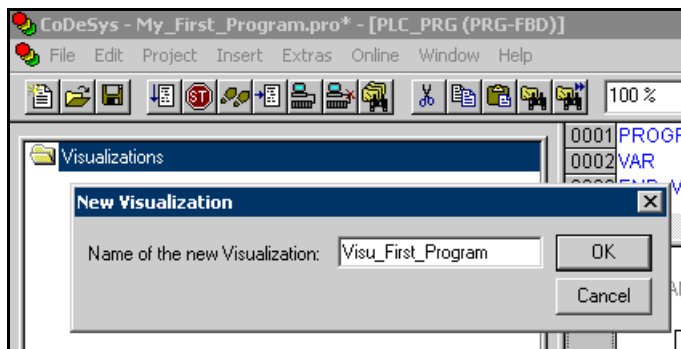 CoDeSys - My_First_Program.pro* - [PLC_PRG (PRG-FBD)]
File Edit Project Insert Extras Online Window Help
100 %
Visualizations
0001 PROGR
0002 VAR
New Visualization
Name of the new Visualization: Visu_First_Program OK
Cancel